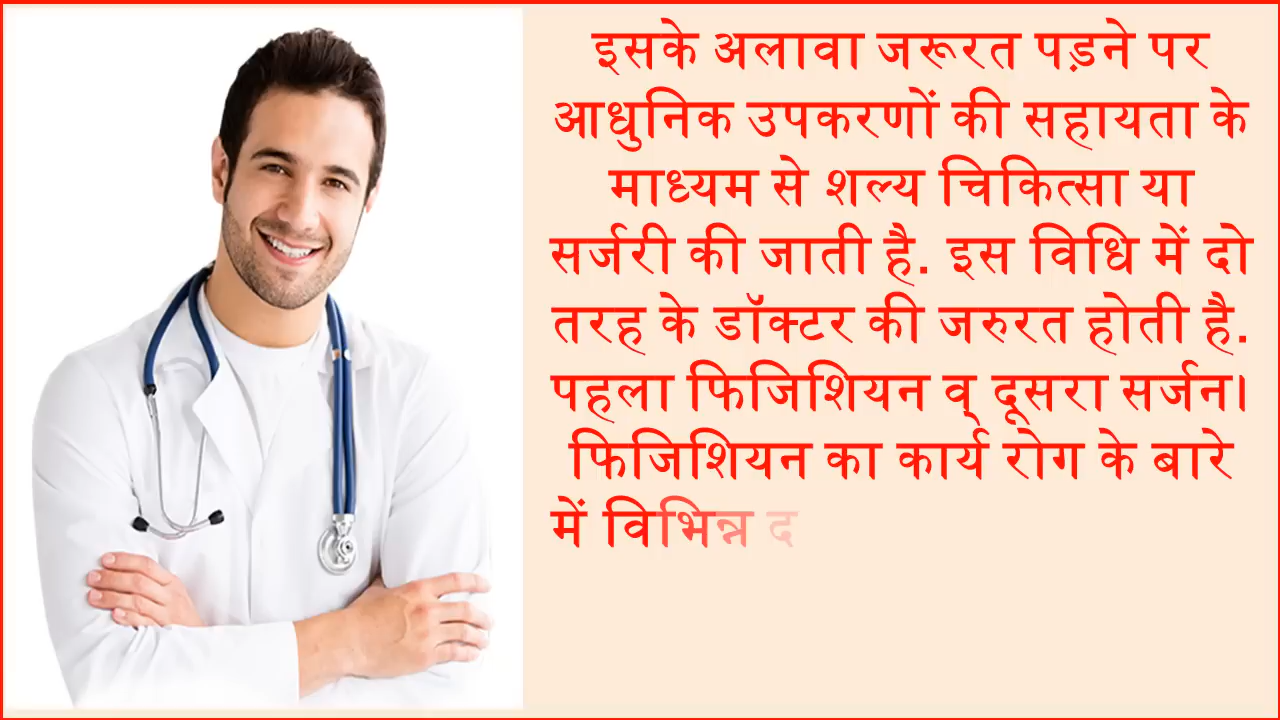 इसके अलावा जरूरत पड़ने पर
आधुनिक उपकरणों की सहायता के
माध्यम से शल्य चिकित्सा या
सर्जरी की जाती है. इस विधि में दो
तरह के डॉक्टर की जरुरत होती है.
पहला फिजिशियन व् दूसरा सर्जन।
फिजिशियन का कार्य रोग के बारे
में विभिन्न द